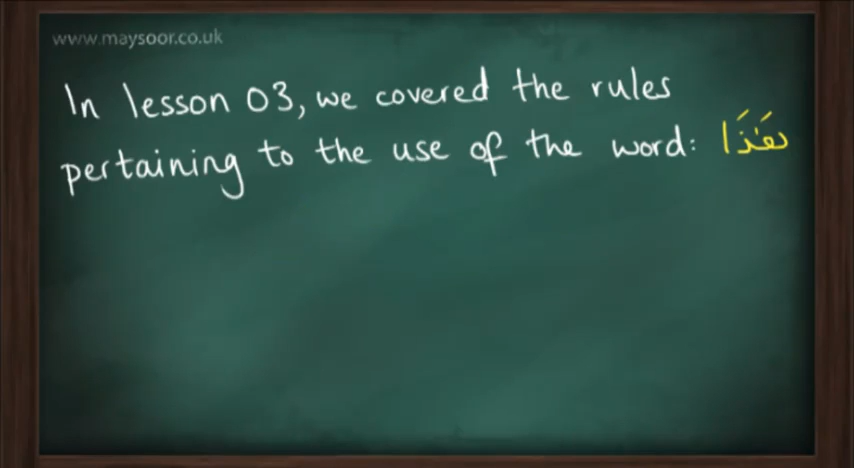 www.maysoor.co.uk
In lesson 03, we covered the rules
pertaining to the use of the word: هَٰذَا